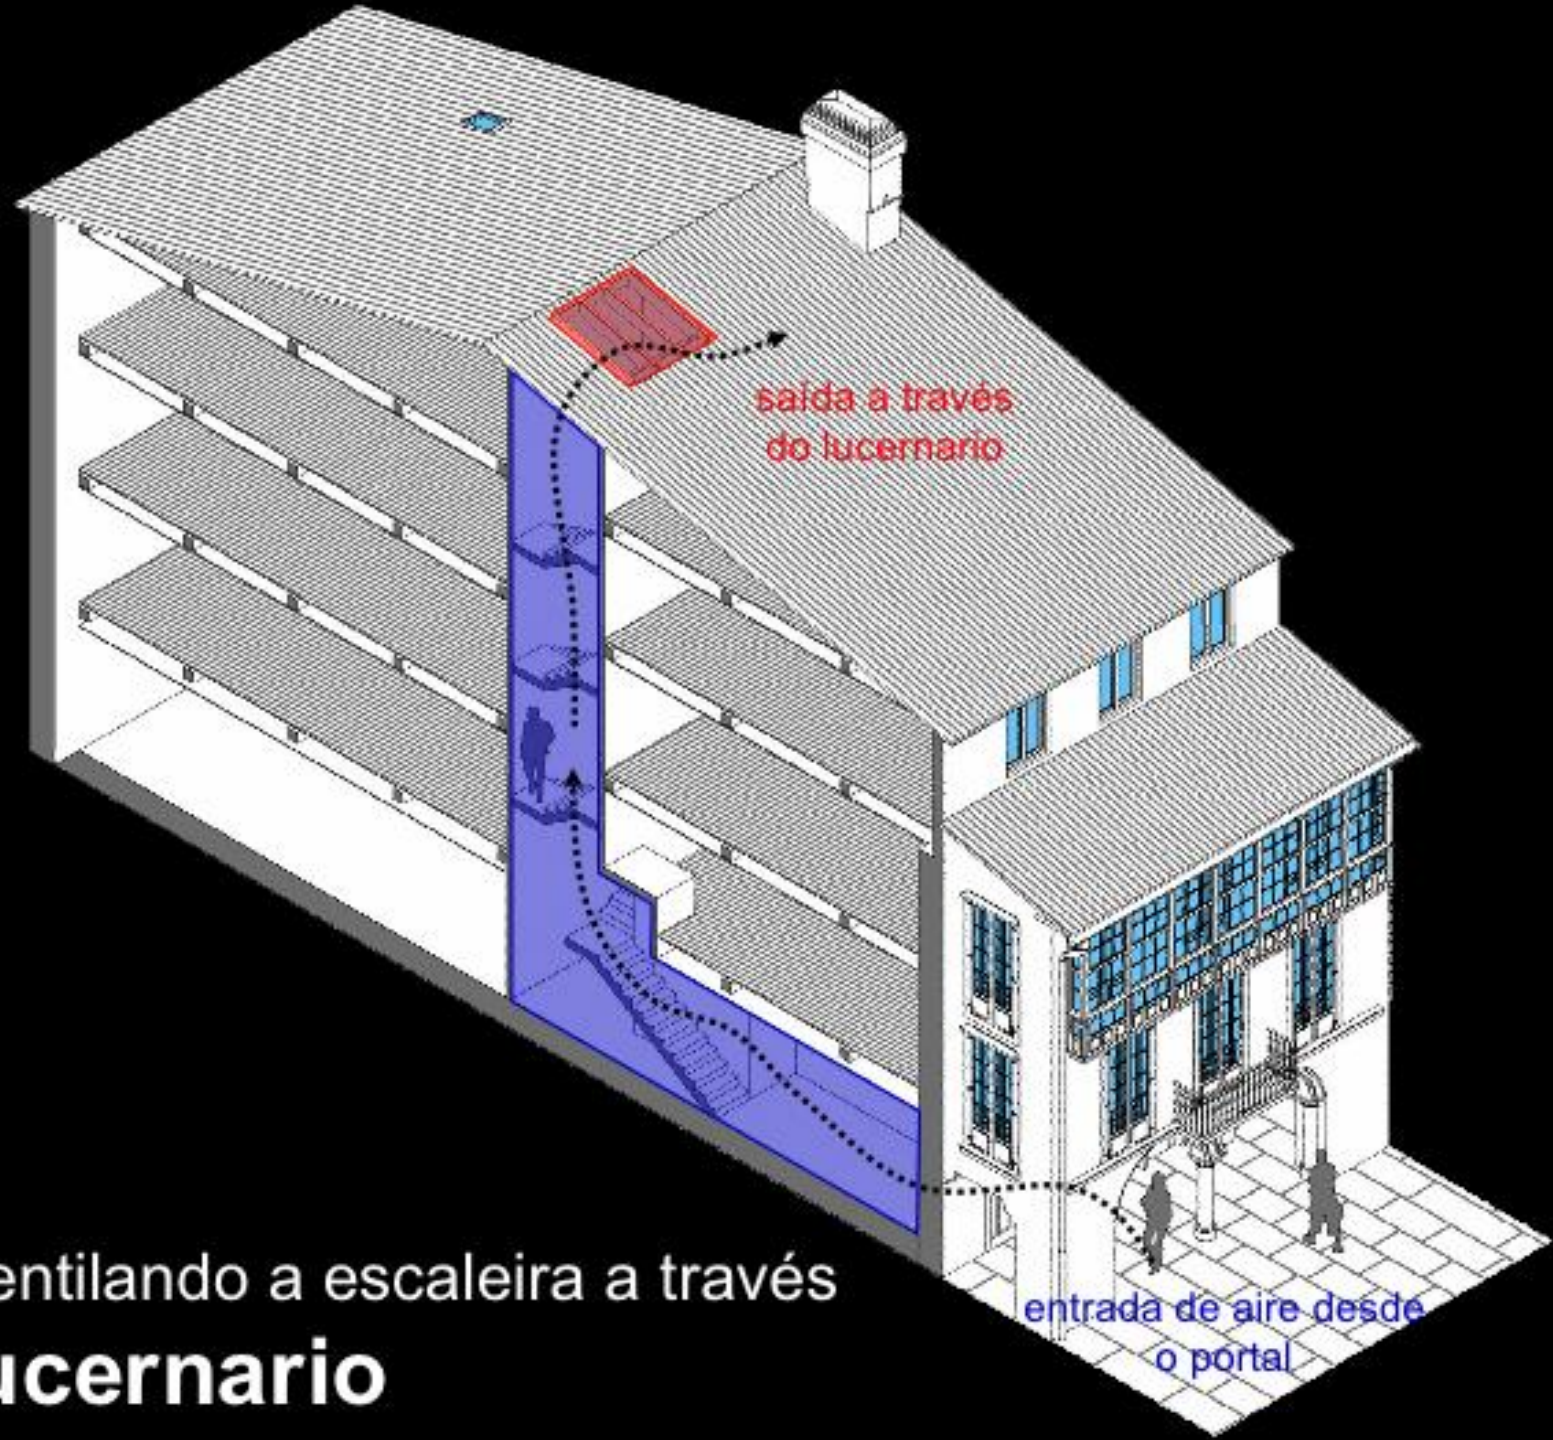 saída a través
do lucernario
entilando a escaleira a través
ucernario
entrada de aire desde
o portal